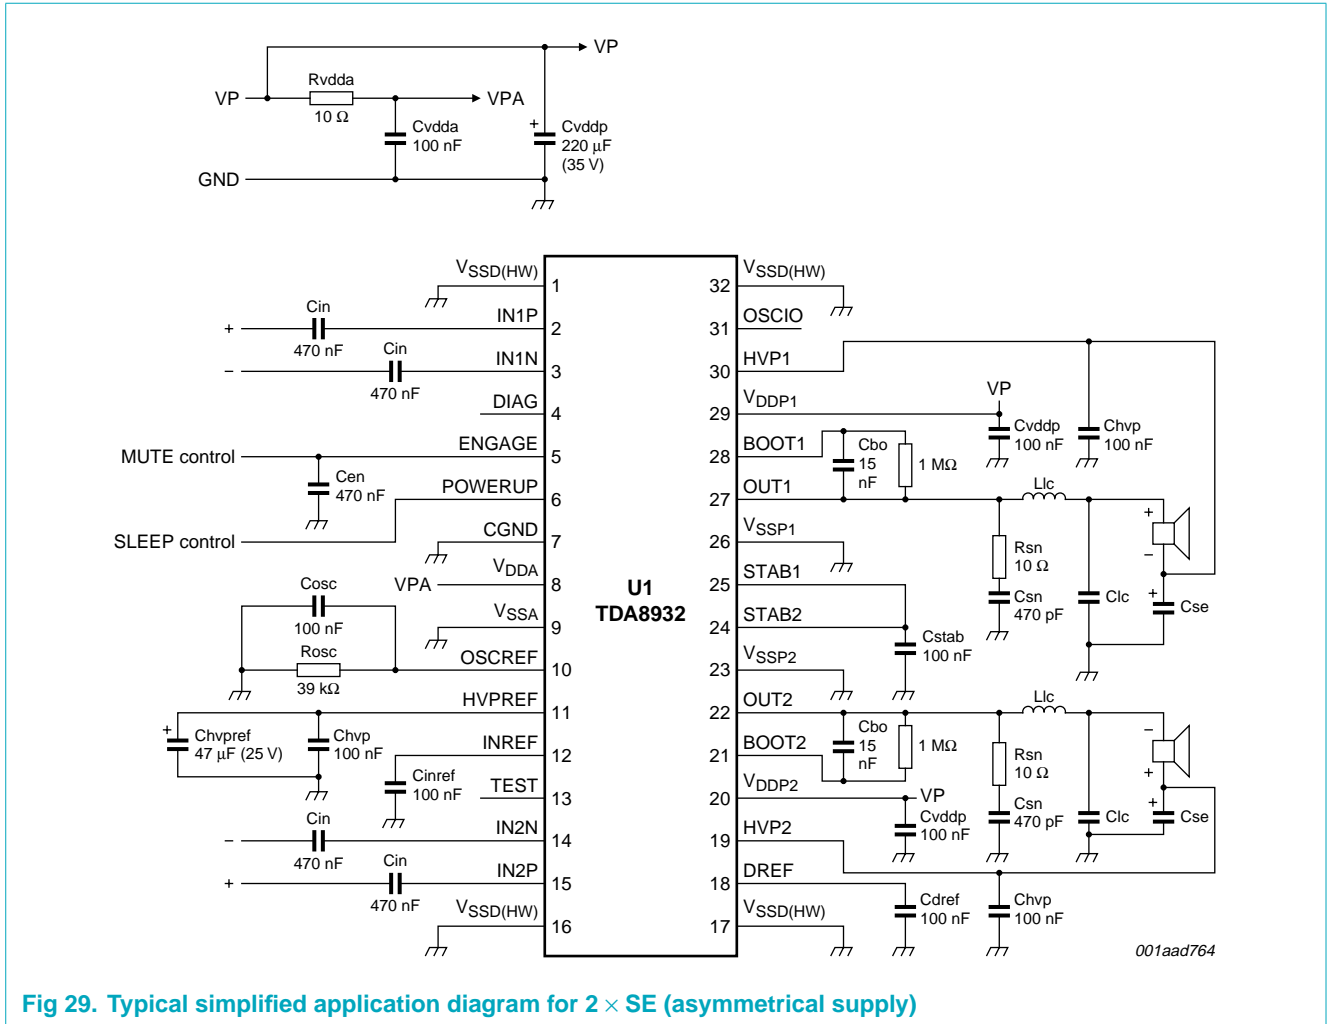 VP
Rvdda
VP
VPA
10 Ω
Cvdda
100 nF
+
Cvddp
220 μF
(35 V)
GND
VSSD(HW)
1
Cin
+
470 nF
IN1P
2
Cin
−
470 nF
IN1N
3
DIAG
4
MUTE control
ENGAGE
5
Cen
470 nF
POWERUP
6
SLEEP control
CGND
7
VPA
VDDA
8
Cosc
100 nF
VSSA
9
Rosc
39 kΩ
OSCREF
10
HVPREF
11
+
Chvpref
47 μF (25 V)
Chvp
100 nF
INREF
12
Cinref
100 nF
TEST
13
Cin
−
470 nF
IN2N
14
Cin
+
470 nF
IN2P
15
VSSD(HW)
16
U1
TDA8932
32
VSSD(HW)
31
OSCIO
30
HVP1
29
VDDP1
VP
Cvddp
100 nF
Chvp
100 nF
28
BOOT1
Cbo
15
nF
1 MΩ
27
OUT1
Llc
+
−
26
VSSP1
Rsn
10 Ω
25
STAB1
Csn
470 pF
Clc
+
Cse
24
STAB2
Cstab
100 nF
23
VSSP2
22
OUT2
Llc
Cbo
15
nF
1 MΩ
−
+
21
BOOT2
Rsn
10 Ω
20
VDDP2
VP
Cvddp
100 nF
Csn
470 pF
Clc
+
Cse
19
HVP2
18
DREF
Cdref
100 nF
Chvp
100 nF
17
VSSD(HW)
001aad764
Fig 29. Typical simplified application diagram for 2 × SE (asymmetrical supply)